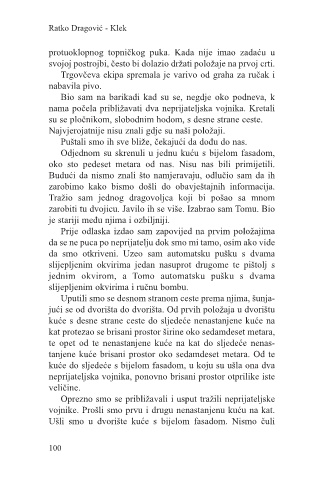 Ratko Dragović - Klek
protuoklopnog topničkog puka. Kada nije imao zadaću u
svojoj postrojbi, često bi dolazio držati položaje na prvoj crti.
Trgovčeva ekipa spremala je varivo od graha za ručak i
nabavila pivo.
Bio sam na barikadi kad su se, negdje oko podneva, k
nama počela približavati dva neprijateljska vojnika. Kretali
su se pločnikom, slobodnim hodom, s desne strane ceste.
Najvjerojatnije nisu znali gdje su naši položaji.
Puštali smo ih sve bliže, čekajući da dođu do nas.
Odjednom su skrenuli u jednu kuću s bijelom fasadom,
oko sto pedeset metara od nas. Nisu nas bili primijetili.
Budući da nismo znali što namjeravaju, odlučio sam da ih
zarobimo kako bismo došli do obavještajnih informacija.
Tražio sam jednog dragovoljca koji bi pošao sa mnom
zarobiti tu dvojicu. Javilo ih se više. Izabrao sam Tomu. Bio
je stariji među njima i ozbiljniji.
Prije odlaska izdao sam zapovijed na prvim položajima
da se ne puca po neprijatelju dok smo mi tamo, osim ako vide
da smo otkriveni. Uzeo sam automatsku pušku s dvama
slijepljenim okvirima jedan nasuprot drugome te pištolj s
jednim okvirom, a Tomo automatsku pušku s dvama
slijepljenim okvirima i ručnu bombu.
Uputili smo se desnom stranom ceste prema njima, šunja-
jući se od dvorišta do dvorišta. Od prvih položaja u dvorištu
kuće s desne strane ceste do sljedeće nenastanjene kuće na
kat protezao se brisani prostor širine oko sedamdeset metara,
te opet od te nenastanjene kuće na kat do sljedeće nenas-
tanjene kuće brisani prostor oko sedamdeset metara. Od te
kuće do sljedeće s bijelom fasadom, u koju su ušla ona dva
neprijateljska vojnika, ponovno brisani prostor otprilike iste
veličine.
Oprezno smo se približavali i usput tražili neprijateljske
vojnike. Prošli smo prvu i drugu nenastanjenu kuću na kat.
Ušli smo u dvorište kuće s bijelom fasadom. Nismo čuli
100